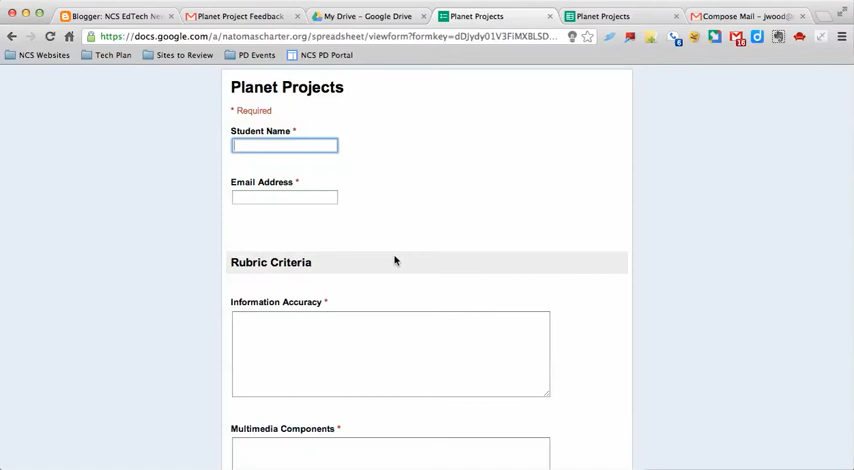 Blogger: NCS EdTech Ne
Planet Project Feedback
My Drive – Google Drive
Planet Projects
Planet Projects
Compose Mail – jwood@
https://docs.google.com/a/natomascharter.org/spreadsheet/viewform?formkey=dDJydy01V3FiMXBLSD...
6
16
NCS Websites
Tech Plan
Sites to Review
PD Events
NCS PD Portal
Planet Projects
* Required
Student Name *
Email Address *
Rubric Criteria
Information Accuracy *
Multimedia Components *